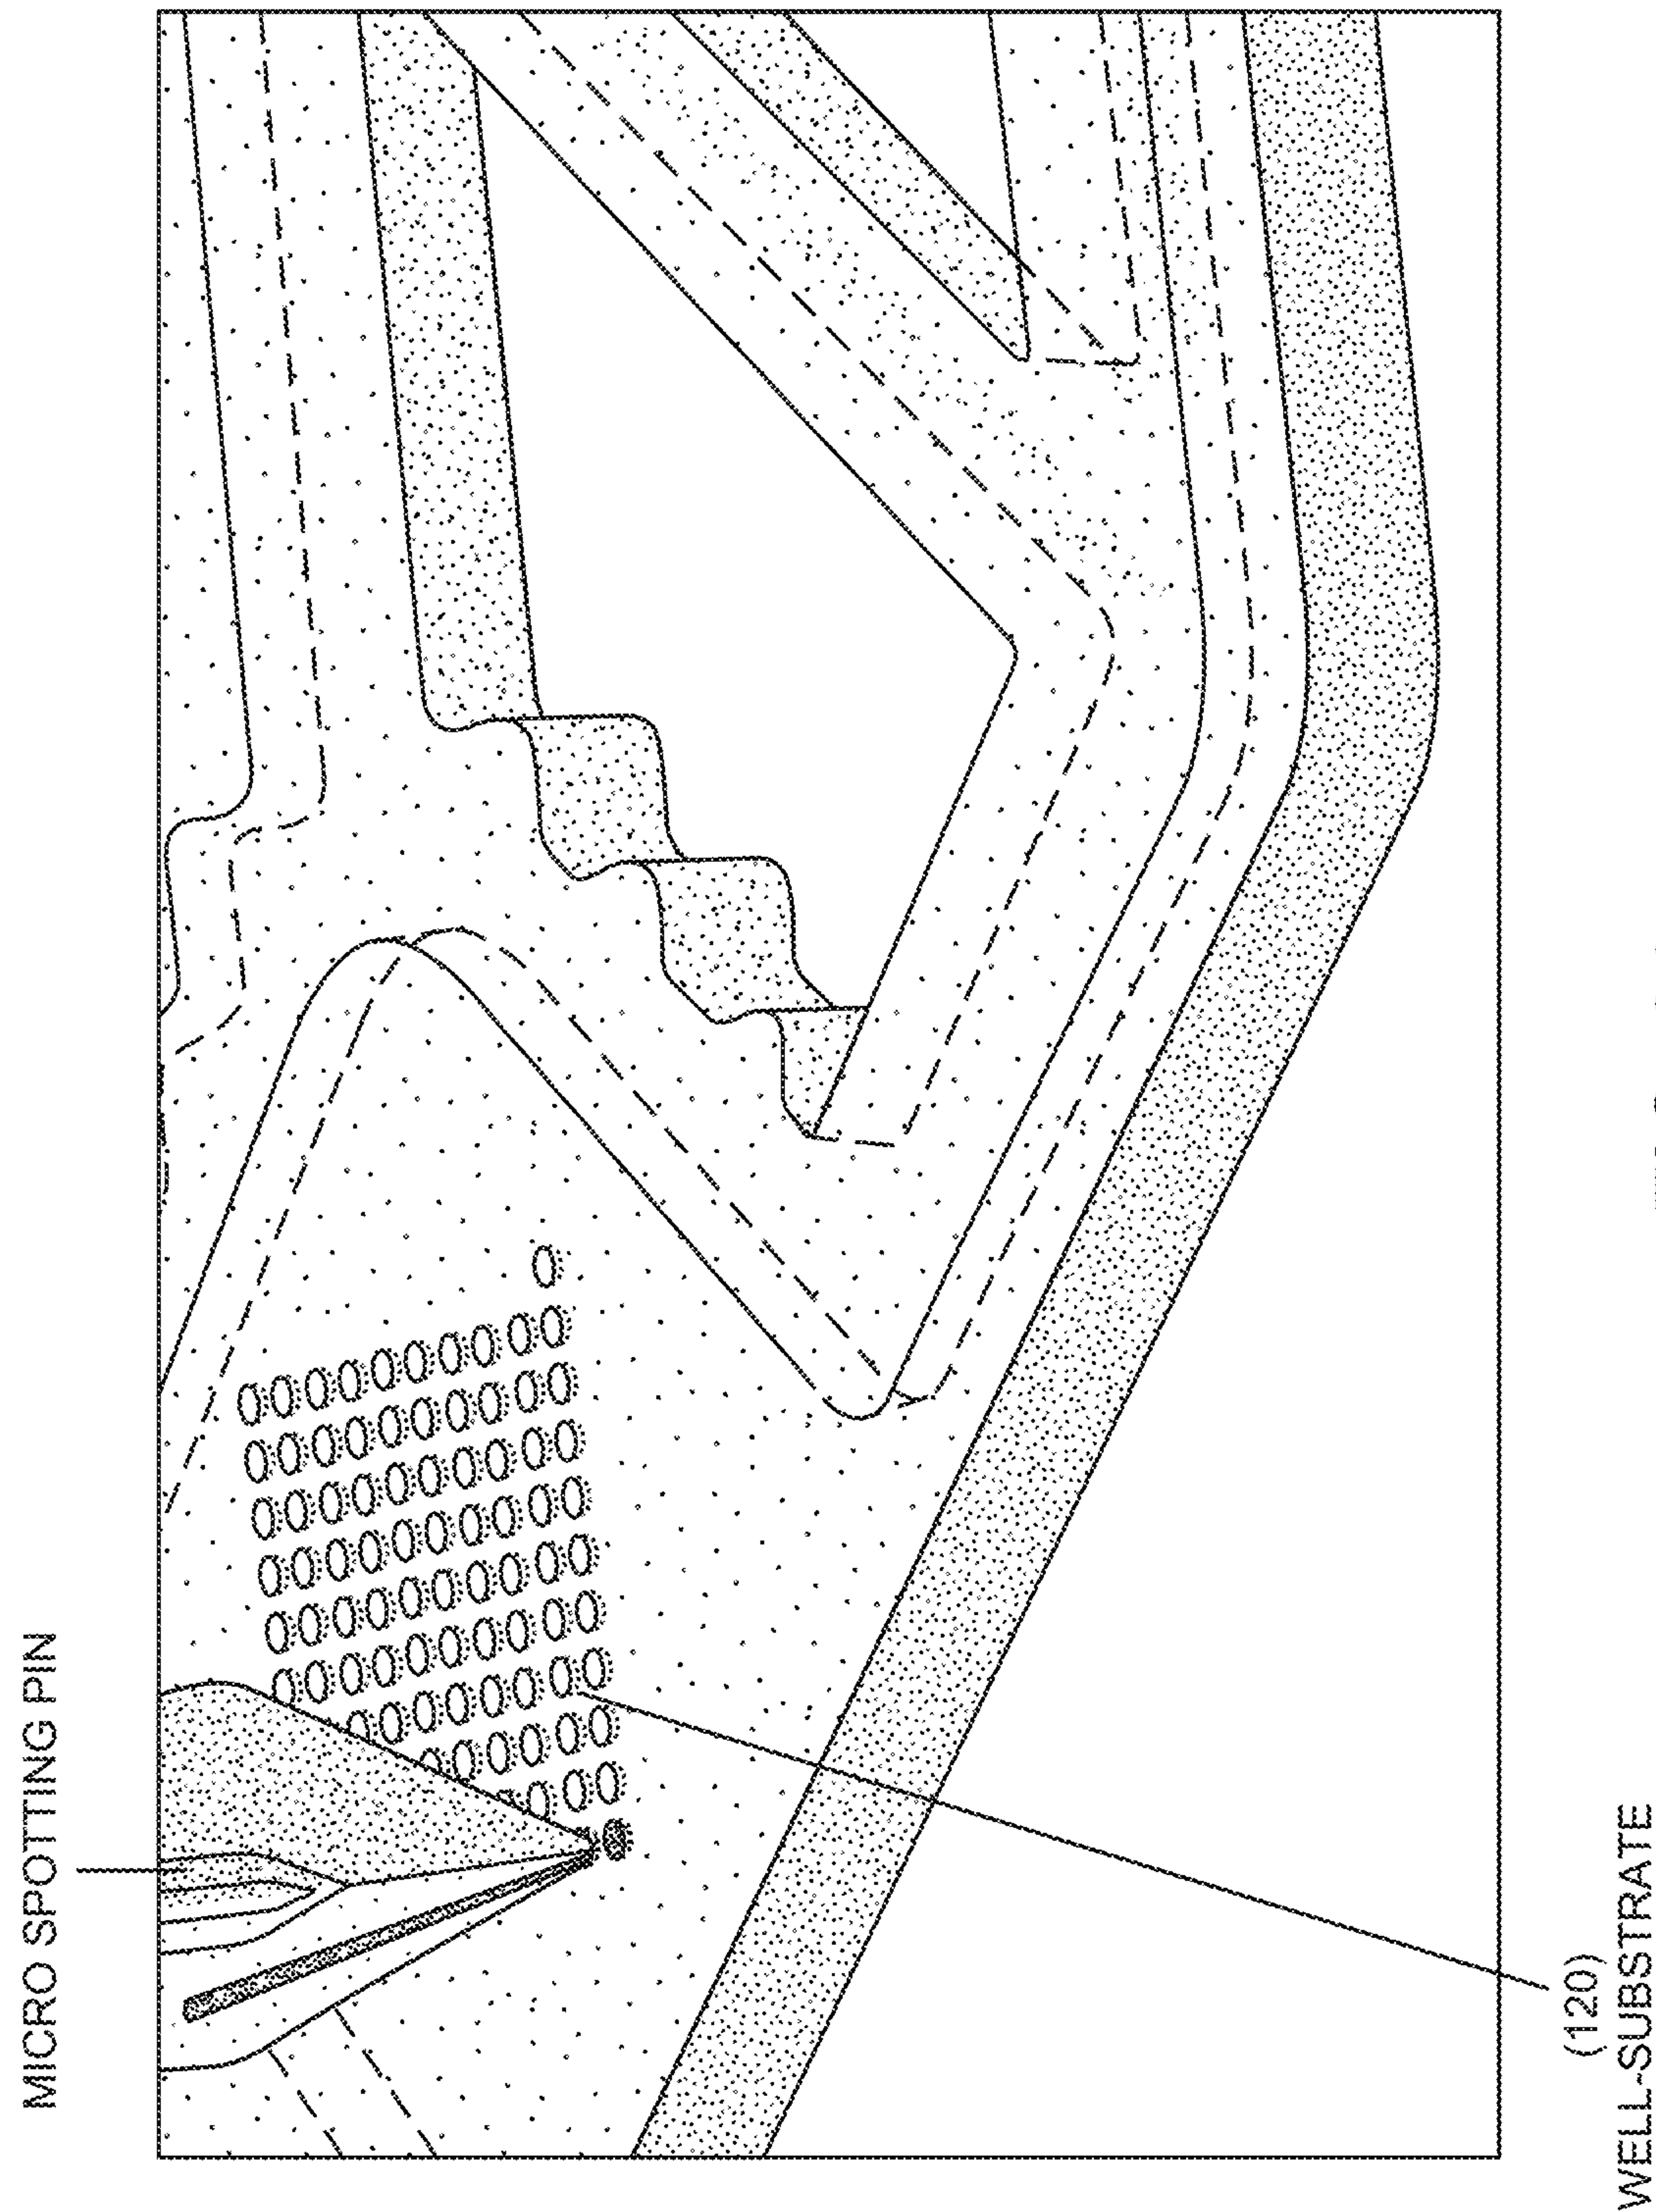 MICRO SPOTTING PIN
(120)
WELL-SUBSTRATE